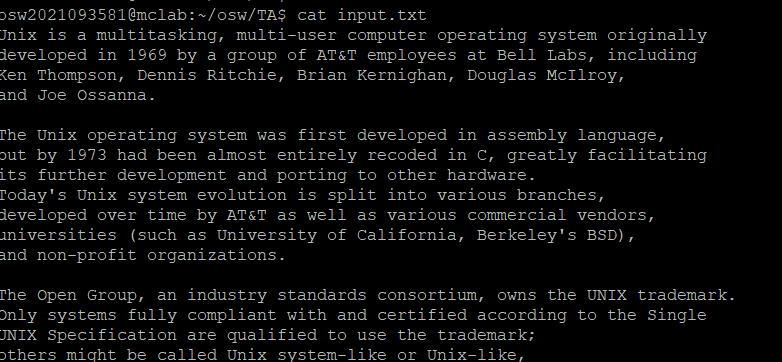 osw2021093581@mclab:~/osw/TA$ cat input.txt
Unix is a multitasking, multi-user computer operating system originally
developed in 1969 by a group of AT&T employees at Bell Labs, including
Ken Thompson, Dennis Ritchie, Brian Kernighan, Douglas McIlroy,
and Joe Ossanna.

The Unix operating system was first developed in assembly language,
but by 1973 had been almost entirely recoded in C, greatly facilitating
its further development and porting to other hardware.
Today's Unix system evolution is split into various branches,
developed over time by AT&T as well as various commercial vendors,
universities (such as University of California, Berkeley's BSD),
and non-profit organizations.

The Open Group, an industry standards consortium, owns the UNIX trademark.
Only systems fully compliant with and certified according to the Single
UNIX Specification are qualified to use the trademark;
others might be called Unix system-like or Unix-like,